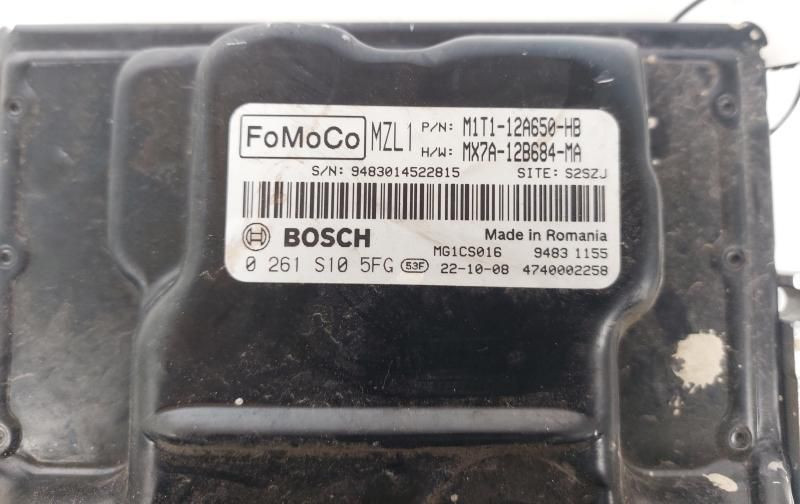 FoMoCo MZL1 P/N: M1T1-12A650-HB
H/W: MX7A-12B684-MA
S/N: 9483014522815 SITE: S2SZJ
BOSCH Made in Romania
MG1CS016 9483 1155
0 261 S10 5FG 53F 22-10-08 4740002258